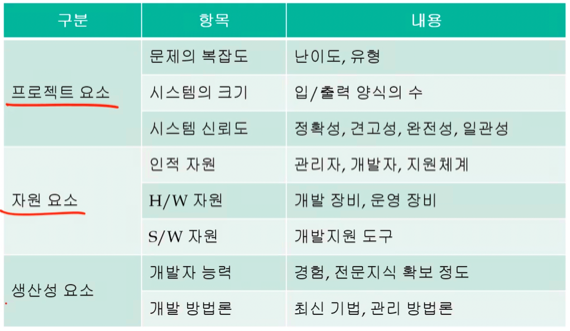 구분 항목 내용
프로젝트 요소 문제의 복잡도 난이도, 유형
시스템의 크기 입/출력 양식의 수
시스템 신뢰도 정확성, 견고성, 완전성, 일관성
자원 요소 인적 자원 관리자, 개발자, 지원체계
H/W 자원 개발 장비, 운영 장비
S/W 자원 개발지원 도구
생산성 요소 개발자 능력 경험, 전문지식 확보 정도
개발 방법론 최신 기법, 관리 방법론